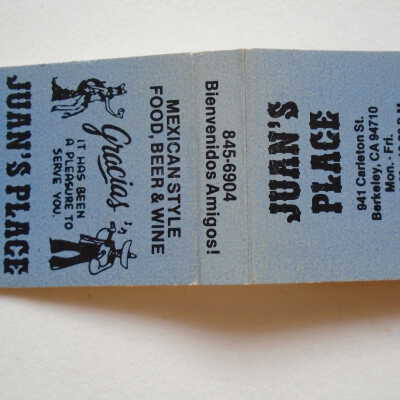 JUAN'S PLACE
Gracias
IT HAS BEEN
A PLEASURE TO
SERVE YOU.
MEXICAN STYLE
FOOD, BEER & WINE
845-6904
Bienvenidos Amigos!
JUAN'S
PLACE
941 Carleton St.
Berkeley, CA 94710
Mon. - Fri.